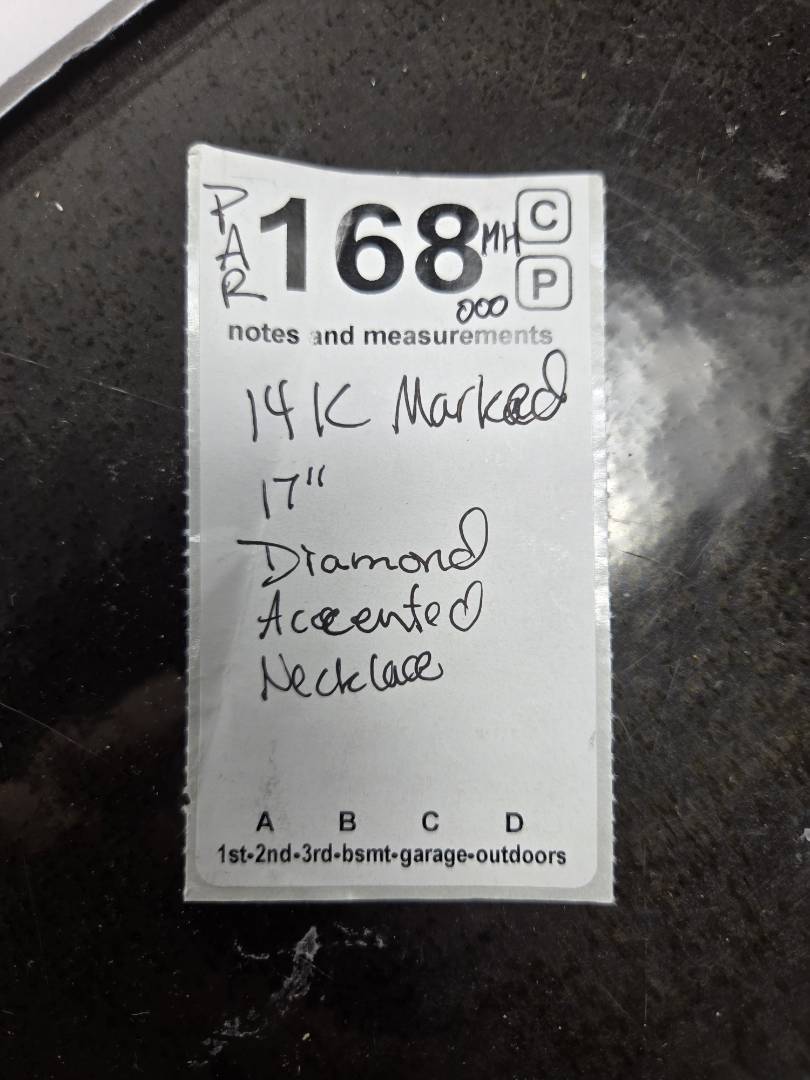 PAR 168 MH C
000 P
notes and measurements
14K Marked
17"
Diamond
Accented
Necklace
A B C D
1st-2nd-3rd-bsmt-garage-outdoors